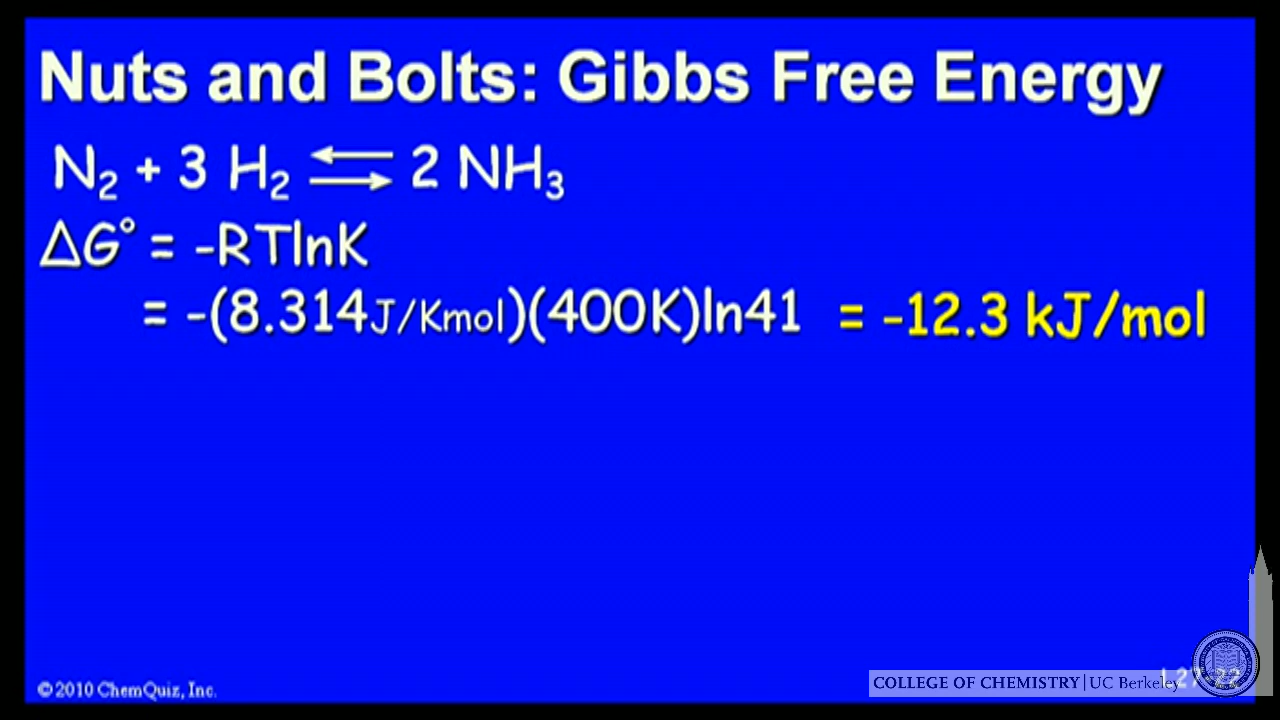 Nuts and Bolts: Gibbs Free Energy
N₂ + 3 H₂ ⇌ 2 NH₃
ΔG° = -RTlnK
= -(8.314J/Kmol)(400K)ln41 = -12.3 kJ/mol
©2010 ChemQuiz, Inc.
COLLEGE OF CHEMISTRY | UC Berkeley